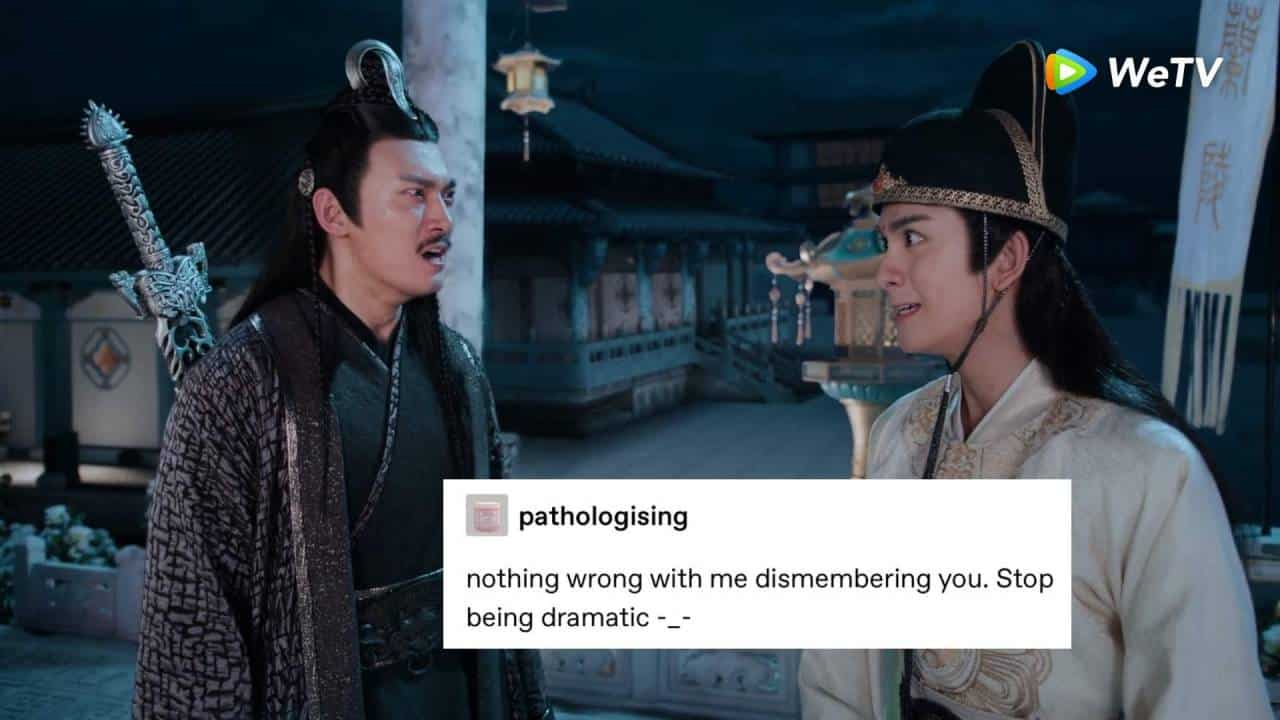 WeTV
pathologising
nothing wrong with me dismembering you. Stop
being dramatic -_-